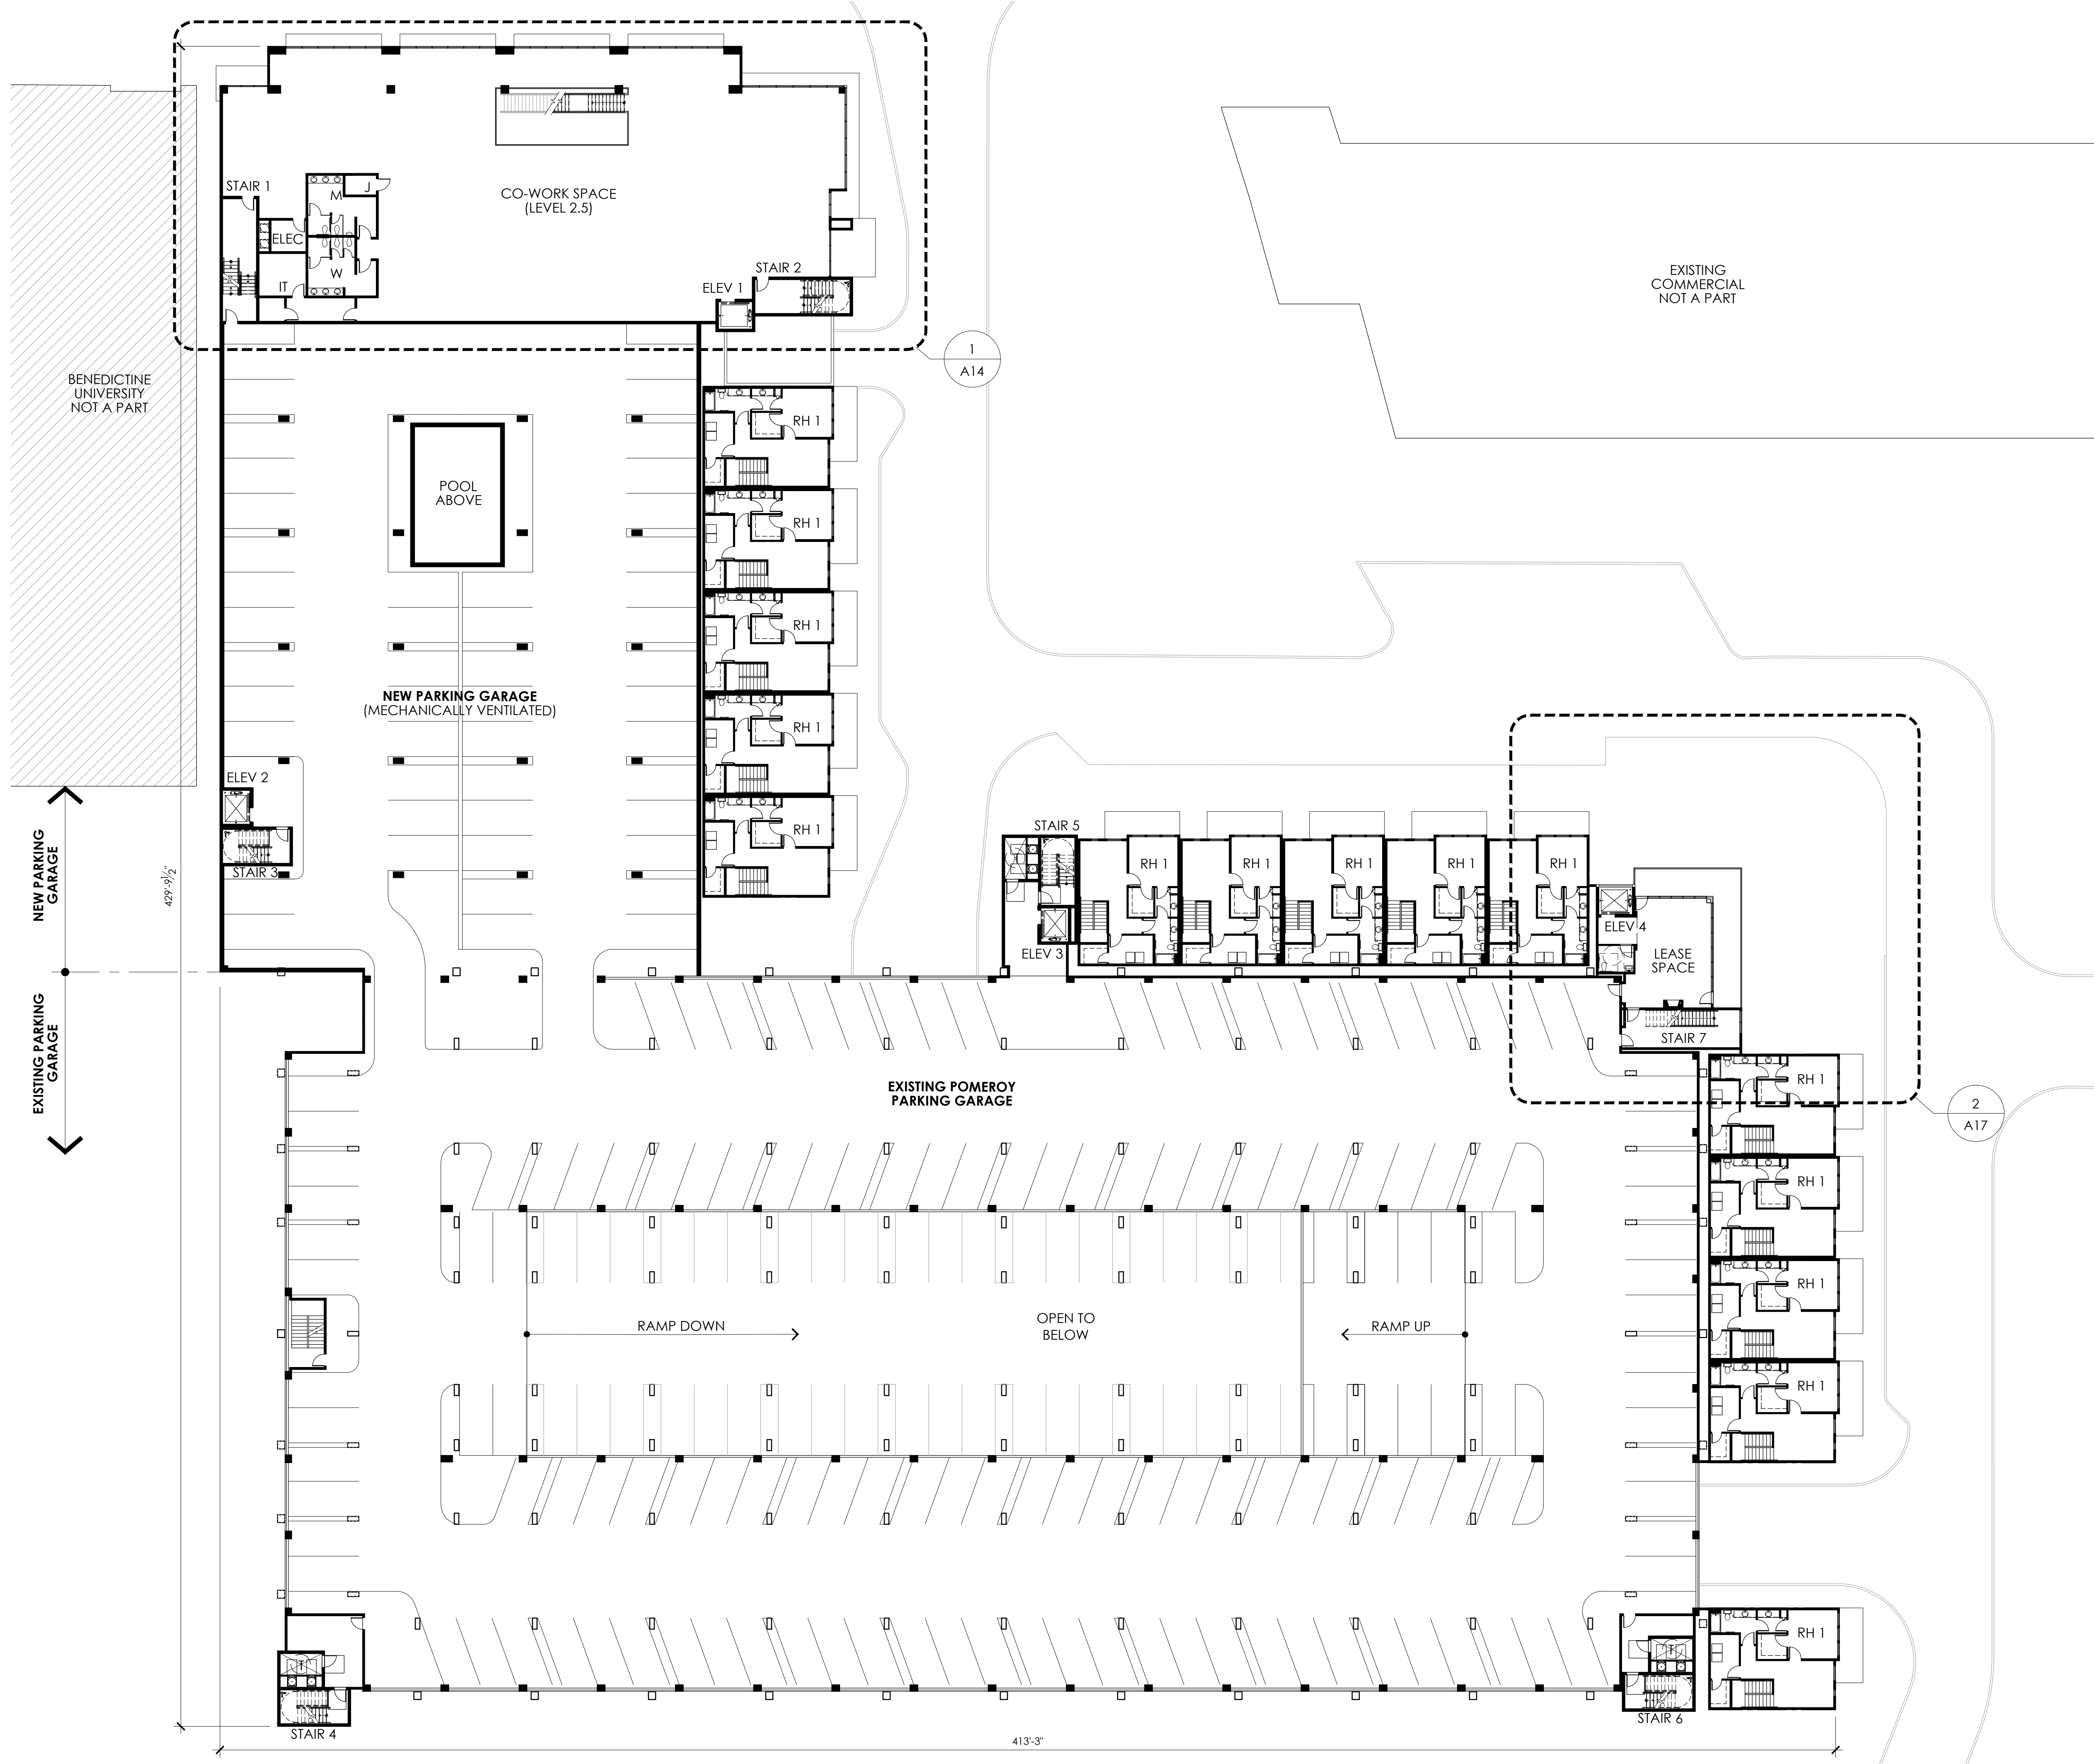 STAIR 1
M
J
CO-WORK SPACE
(LEVEL 2.5)
ELEC
W
IT
STAIR 2
ELEV 1
EXISTING
COMMERCIAL
NOT A PART
1
A14
BENEDICTINE
UNIVERSITY
NOT A PART
RH 1
POOL
ABOVE
RH 1
RH 1
NEW PARKING GARAGE
(MECHANICALLY VENTILATED)
RH 1
ELEV 2
RH 1
STAIR 3
NEW PARKING
GARAGE
429'-9½"
STAIR 5
RH 1
RH 1
RH 1
RH 1
RH 1
ELEV 3
ELEV 4
LEASE
SPACE
STAIR 7
EXISTING PARKING
GARAGE
EXISTING POMEROY
PARKING GARAGE
RH 1
2
A17
RH 1
RH 1
RAMP DOWN
OPEN TO
BELOW
RAMP UP
RH 1
RH 1
T
T
STAIR 4
STAIR 6
413'-3"